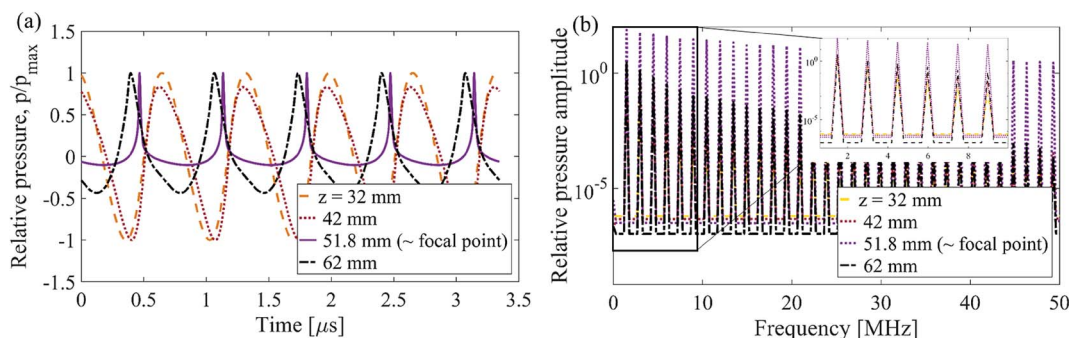 (a)
1.5
1
0.5
0
-0.5
-1
-1.5
Relative pressure, p/p_max
0 0.5 1 1.5 2 2.5 3 3.5
Time [μs]
z = 32 mm
42 mm
51.8 mm (~ focal point)
62 mm
(b)
10^0
10^-5
Relative pressure amplitude
0 10 20 30 40 50
Frequency [MHz]
10^0
10^-5
2 4 6 8
z = 32 mm
42 mm
51.8 mm (~ focal point)
62 mm